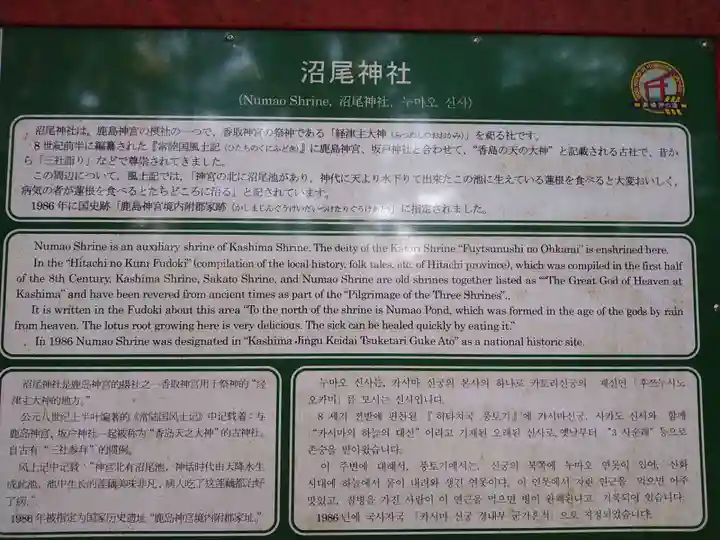 沼尾神社
(Numao Shrine, 沼尾神社, 누마오 신사)
沼尾神社は、鹿島神宮の摂社の一つで、香取神宮の祭神である「経津主大神(ふつぬしのおおかみ)」を祀る社です。
8世紀前半に編纂された『常陸国風土記(ひたちのくにふどき)』に鹿島神宮、坂戸神社と合わせて、“香島の天の大神”と記載される古社で、昔か
ら「三社詣り」などで尊崇されてきました。
この周辺について、風土記では、「神宮の北に沼尾池があり、神代に天より水下りて出来たこの池に生えている蓮根を食べると大変おいしく、
病気の者が蓮根を食べるとたちどころに治る」と記されています。
1986年に国史跡「鹿島神宮境内附郡家跡(かしまじんぐうけいだいつけたりぐうけあと)」に指定されました。
Numao Shrine is an auxiliary shrine of Kashima Shrine. The deity of the Katori Shrine “Fuytsunushi no Ohkami” is enshrined here.
In the “Hitachi no Kuni Fudoki” (compilation of the local history, folk tales, etc. of Hitachi province), which was compiled in the first half
of the 8th Century, Kashima Shrine, Sakato Shrine, and Numao Shrine are old shrines together listed as ““The Great God of Heaven at
Kashima” and have been revered from ancient times as part of the “Pilgrimage of the Three Shrines”..
It is written in the Fudoki about this area “To the north of the shrine is Numao Pond, which was formed in the age of the gods by rain
from heaven. The lotus root growing here is very delicious. The sick can be healed quickly by eating it.”
In 1986 Numao Shrine was designated in “Kashima Jingu Keidai Tsuketari Guke Ato” as a national historic site.
沼尾神社是鹿島神宮的摂社之一香取神宮用于祭神的“经
津主大神的地方。”
公元八世纪上半叶编著的《常陆国风土记》中记载着：与
鹿岛神宫，坂户神社一起被称为“香岛天之大神”的古神社。
自古有“三社参拜”的惯例。
风土记中记载：“神宫北有沼尾池，神话时代由天降水生
成此池，池中生长的莲藕美味非凡，病人吃了这莲藕都治好
了病。”
1986年被指定为国家历史遗址“鹿岛神宫境内附郡家址。”
누마오 신사는, 카시마 신궁의 본사의 하나로 카토리신궁의 제신인 「후쯔누시노
오카미」를 모시는 신사입니다.
8 세기 전반에 편찬된 『히타치국 풍토기』에 가시마신궁, 사카도 신사와 함께
“카시마의 하늘의 대신” 이라고 기재된 오래된 신사로, 옛날부터 “3 사순례” 등으로
존숭을 받아왔습니다.
이 주변에 대해서, 풍토기에서는, 신궁의 북쪽에 누마오 연못이 있어, 신화
시대에 하늘에서 물이 내려와 생긴 연못이다. 이 연못에서 자란 연근을 먹으면 아주
맛있고, 질병을 가진 사람이 이 연근을 먹으면 병이 완쾌된다고 기록되어 있습니다.
1986년에 국사자국 「카시마 신궁 경내부 군가흔적」으로 지정되었습니다.